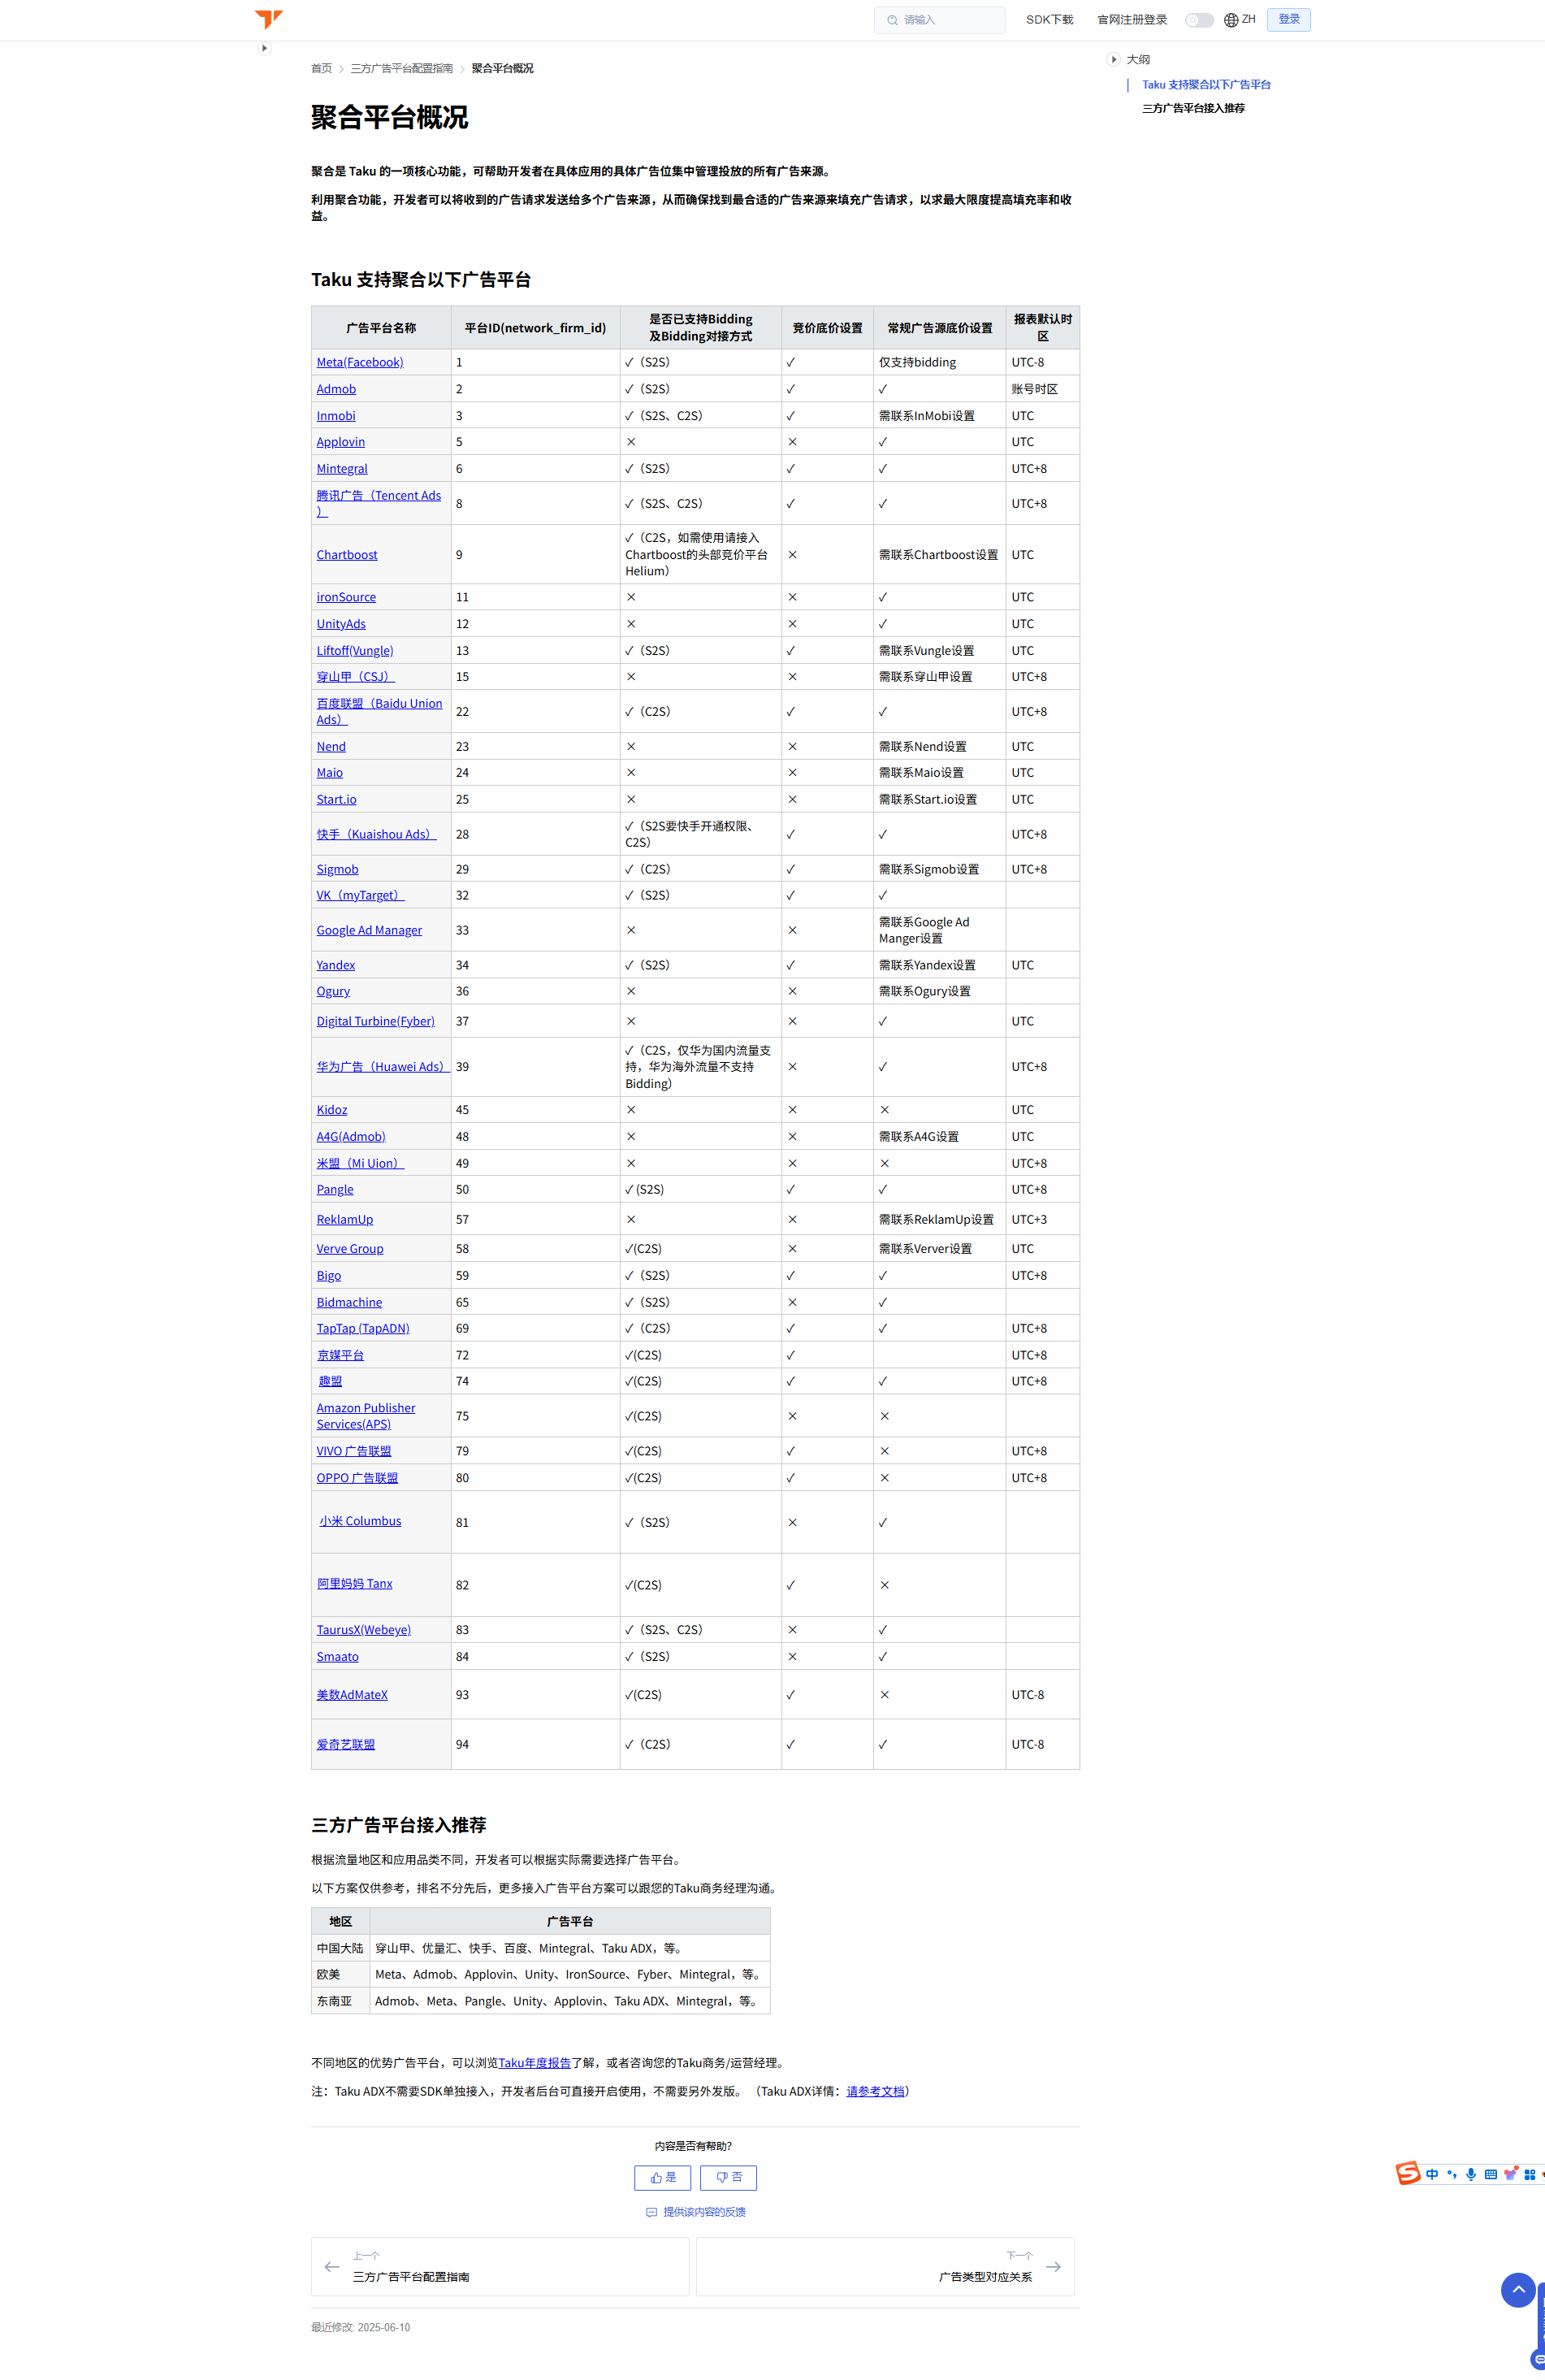 请输入
SDK下载
官网注册登录
ZH
登录
首页
三方广告平台配置指南
聚合平台概况
大纲
Taku 支持聚合以下广告平台
三方广告平台接入推荐
聚合平台概况
聚合是 Taku 的一项核心功能，可帮助开发者在具体应用的具体广告位集中管理投放的所有广告来源。
利用聚合功能，开发者可以将收到的广告请求发送给多个广告来源，从而确保找到最合适的广告来源来填充广告请求，以求最大限度提高填充率和收
益。
Taku 支持聚合以下广告平台
广告平台名称 平台ID(network_firm_id) 是否已支持Bidding
及Bidding对接方式 竞价底价设置 常规广告源底价设置 报表默认时
区
Meta(Facebook) 1 ✓（S2S） ✓ 仅支持bidding UTC-8
Admob 2 ✓（S2S） ✓ ✓ 账号时区
Inmobi 3 ✓（S2S、C2S） ✓ 需联系InMobi设置 UTC
Applovin 5 × × ✓ UTC
Mintegral 6 ✓（S2S） ✓ ✓ UTC+8
腾讯广告（Tencent Ads
） 8 ✓（S2S、C2S） ✓ ✓ UTC+8
Chartboost 9 ✓（C2S，如需使用请接入
Chartboost的头部竞价平台
Helium） × 需联系Chartboost设置 UTC
ironSource 11 × × ✓ UTC
UnityAds 12 × × ✓ UTC
Liftoff(Vungle) 13 ✓（S2S） ✓ 需联系Vungle设置 UTC
穿山甲（CSJ） 15 × × 需联系穿山甲设置 UTC+8
百度联盟（Baidu Union
Ads） 22 ✓（C2S） ✓ ✓ UTC+8
Nend 23 × × 需联系Nend设置 UTC
Maio 24 × × 需联系Maio设置 UTC
Start.io 25 × × 需联系Start.io设置 UTC
快手（Kuaishou Ads） 28 ✓（S2S要快手开通权限、
C2S） ✓ ✓ UTC+8
Sigmob 29 ✓（C2S） ✓ 需联系Sigmob设置 UTC+8
VK（myTarget） 32 ✓（S2S） ✓ ✓
Google Ad Manager 33 × × 需联系Google Ad
Manger设置
Yandex 34 ✓（S2S） ✓ 需联系Yandex设置 UTC
Ogury 36 × × 需联系Ogury设置
Digital Turbine(Fyber) 37 × × ✓ UTC
华为广告（Huawei Ads） 39 ✓（C2S，仅华为国内流量支
持，华为海外流量不支持
Bidding） × ✓ UTC+8
Kidoz 45 × × × UTC
A4G(Admob) 48 × × 需联系A4G设置 UTC
米盟（Mi Uion） 49 × × × UTC+8
Pangle 50 ✓ (S2S) ✓ ✓ UTC+8
ReklamUp 57 × × 需联系ReklamUp设置 UTC+3
Verve Group 58 ✓(C2S) × 需联系Verver设置 UTC
Bigo 59 ✓（S2S） ✓ ✓ UTC+8
Bidmachine 65 ✓（S2S） × ✓
TapTap (TapADN) 69 ✓（C2S） ✓ ✓ UTC+8
京媒平台 72 ✓(C2S) ✓ UTC+8
趣盟 74 ✓(C2S) ✓ ✓ UTC+8
Amazon Publisher
Services(APS) 75 ✓(C2S) × ×
VIVO 广告联盟 79 ✓(C2S) ✓ × UTC+8
OPPO 广告联盟 80 ✓(C2S) ✓ × UTC+8
小米 Columbus 81 ✓（S2S） × ✓
阿里妈妈 Tanx 82 ✓(C2S) ✓ ×
TaurusX(Webeye) 83 ✓（S2S、C2S） × ✓
Smaato 84 ✓（S2S） × ✓
美数AdMateX 93 ✓(C2S) ✓ × UTC-8
爱奇艺联盟 94 ✓（C2S） ✓ ✓ UTC-8
三方广告平台接入推荐
根据流量地区和应用品类不同，开发者可以根据实际需要选择广告平台。
以下方案仅供参考，排名不分先后，更多接入广告平台方案可以跟您的Taku商务经理沟通。
地区 广告平台
中国大陆 穿山甲、优量汇、快手、百度、Mintegral、Taku ADX，等。
欧美 Meta、Admob、Applovin、Unity、IronSource、Fyber、Mintegral，等。
东南亚 Admob、Meta、Pangle、Unity、Applovin、Taku ADX、Mintegral，等。
不同地区的优势广告平台，可以浏览Taku年度报告了解，或者咨询您的Taku商务/运营经理。
注：Taku ADX不需要SDK单独接入，开发者后台可直接开启使用，不需要另外发版。 （Taku ADX详情：请参考文档）
内容是否有帮助？
是
否
提供该内容的反馈
上一个
三方广告平台配置指南
下一个
广告类型对应关系
最近修改: 2025-06-10
中